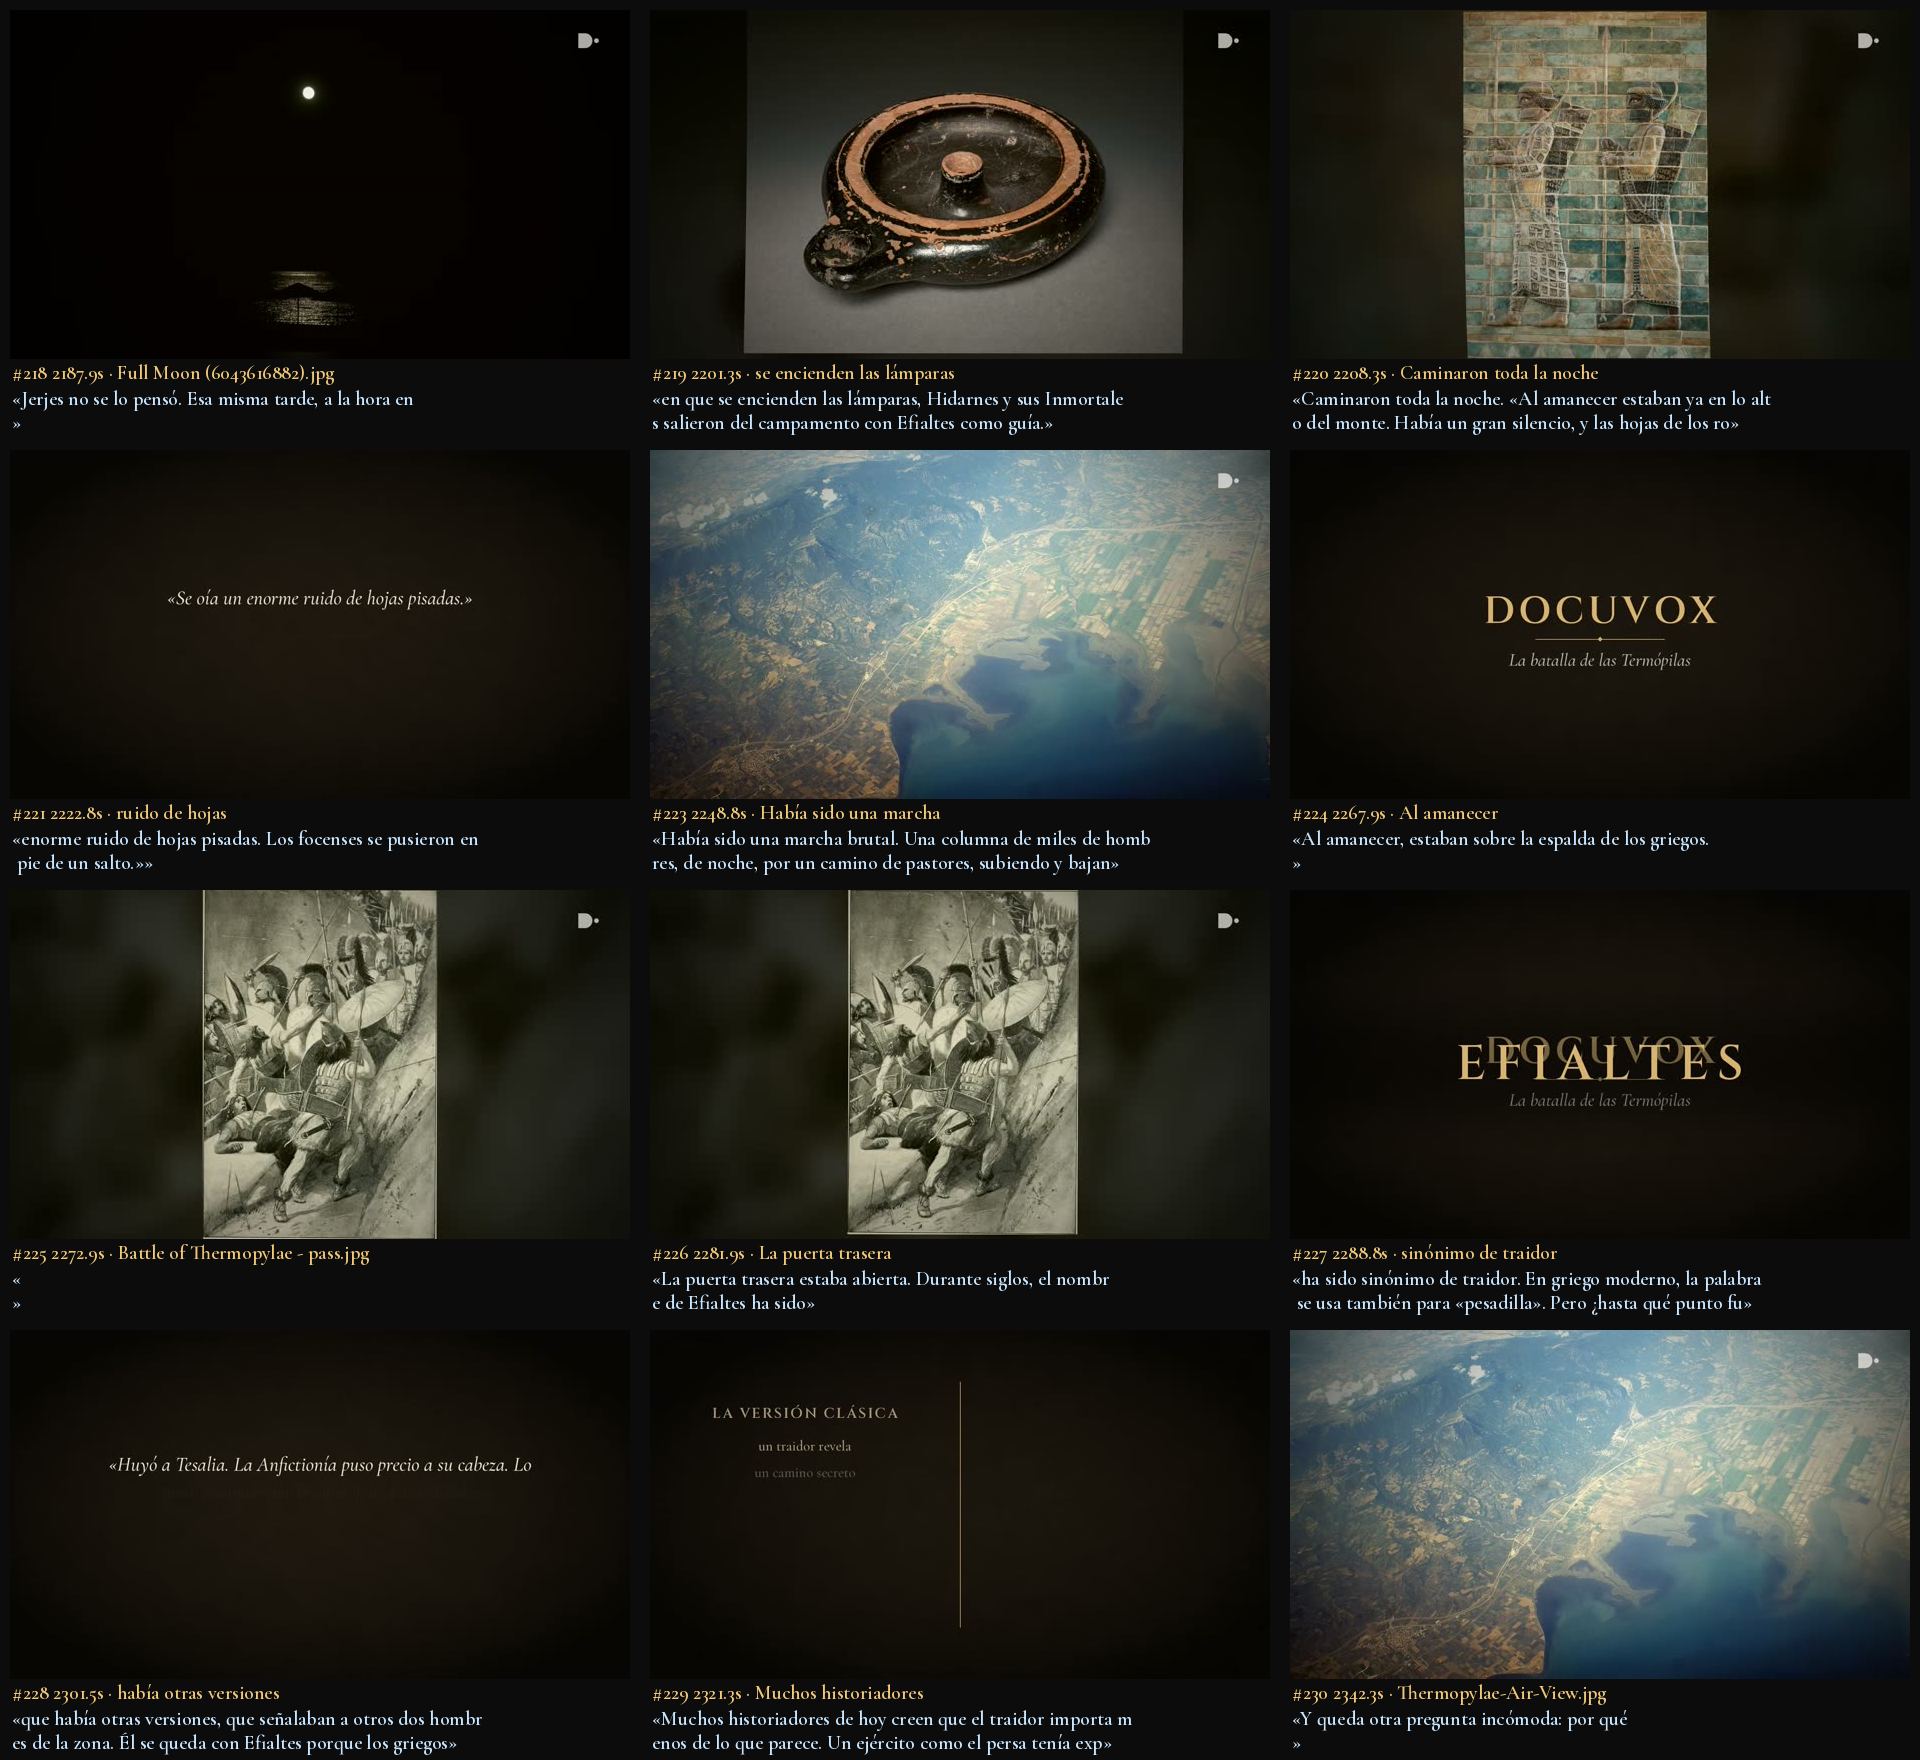 #218 2187.9s · Full Moon (6043616882).jpg
«Jerjes no se lo pensó. Esa misma tarde, a la hora en
»
#219 2201.3s · se encienden las lámparas
«en que se encienden las lámparas, Hidarnes y sus Inmortale
s salieron del campamento con Efialtes como guía.»
#220 2208.3s · Caminaron toda la noche
«Caminaron toda la noche. «Al amanecer estaban ya en lo alt
o del monte. Había un gran silencio, y las hojas de los ro»
«Se oía un enorme ruido de hojas pisadas.»
#221 2222.8s · ruido de hojas
«enorme ruido de hojas pisadas. Los focenses se pusieron en
pie de un salto.»»
#223 2248.8s · Había sido una marcha
«Había sido una marcha brutal. Una columna de miles de homb
res, de noche, por un camino de pastores, subiendo y bajan»
DOCUVOX
La batalla de las Termópilas
#224 2267.9s · Al amanecer
«Al amanecer, estaban sobre la espalda de los griegos.
»
#225 2272.9s · Battle of Thermopylae - pass.jpg
«
»
#226 2281.9s · La puerta trasera
«La puerta trasera estaba abierta. Durante siglos, el nombr
e de Efialtes ha sido»
DOCUVOX
EFIALTES
La batalla de las Termópilas
#227 2288.8s · sinónimo de traidor
«ha sido sinónimo de traidor. En griego moderno, la palabra
se usa también para «pesadilla». Pero ¿hasta qué punto fu»
«Huyó a Tesalia. La Anfictionía puso precio a su cabeza. Lo
#228 2301.5s · había otras versiones
«que había otras versiones, que señalaban a otros dos hombr
es de la zona. Él se queda con Efialtes porque los griegos»
LA VERSIÓN CLÁSICA
un traidor revela
un camino secreto
#229 2321.3s · Muchos historiadores
«Muchos historiadores de hoy creen que el traidor importa m
enos de lo que parece. Un ejército como el persa tenía exp»
#230 2342.3s · Thermopylae-Air-View.jpg
«Y queda otra pregunta incómoda: por qué
»